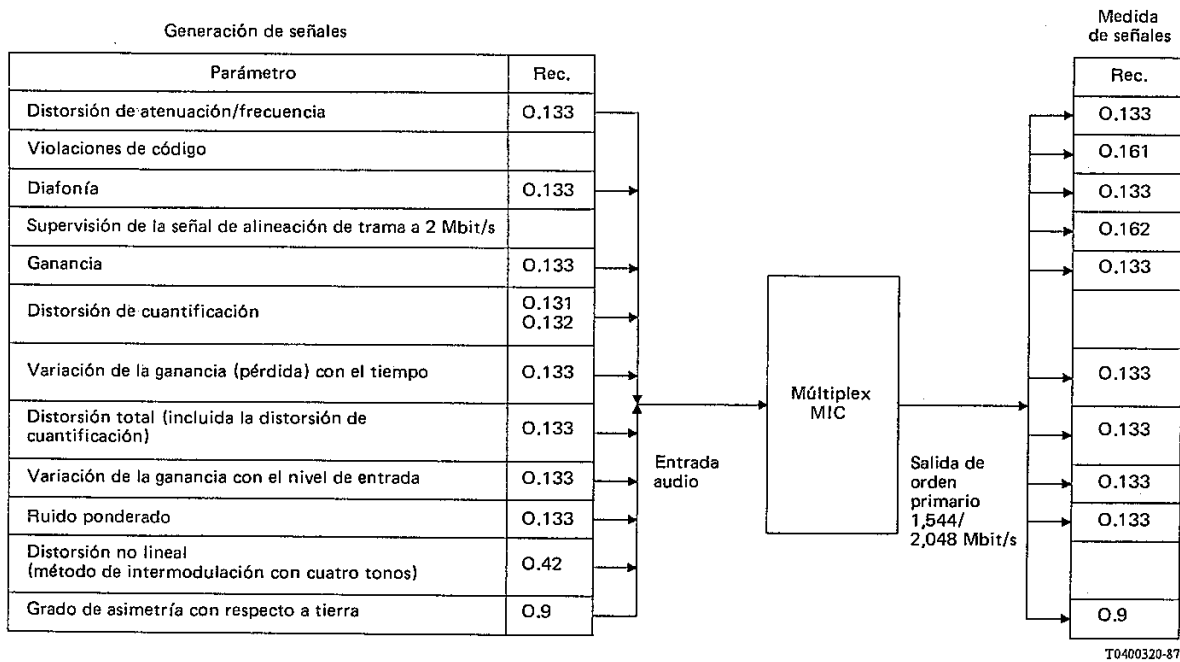 Generación de señales
Parámetro Rec.
Distorsión de atenuación/frecuencia O.133
Violaciones de código
Diafonía O.133
Supervisión de la señal de alineación de trama a 2 Mbit/s
Ganancia O.133
Distorsión de cuantificación O.131
O.132
Variación de la ganancia (pérdida) con el tiempo O.133
Distorsión total (incluida la distorsión de
cuantificación) O.133
Variación de la ganancia con el nivel de entrada O.133
Ruido ponderado O.133
Distorsión no lineal
(método de intermodulación con cuatro tonos) O.42
Grado de asimetría con respecto a tierra O.9
Entrada
audio
Múltiplex
MIC
Salida de
orden
primario
1,544/
2,048 Mbit/s
Medida
de señales
Rec.
O.133
O.161
O.133
O.162
O.133
O.133
O.133
O.133
O.133
O.9
T0400320-87